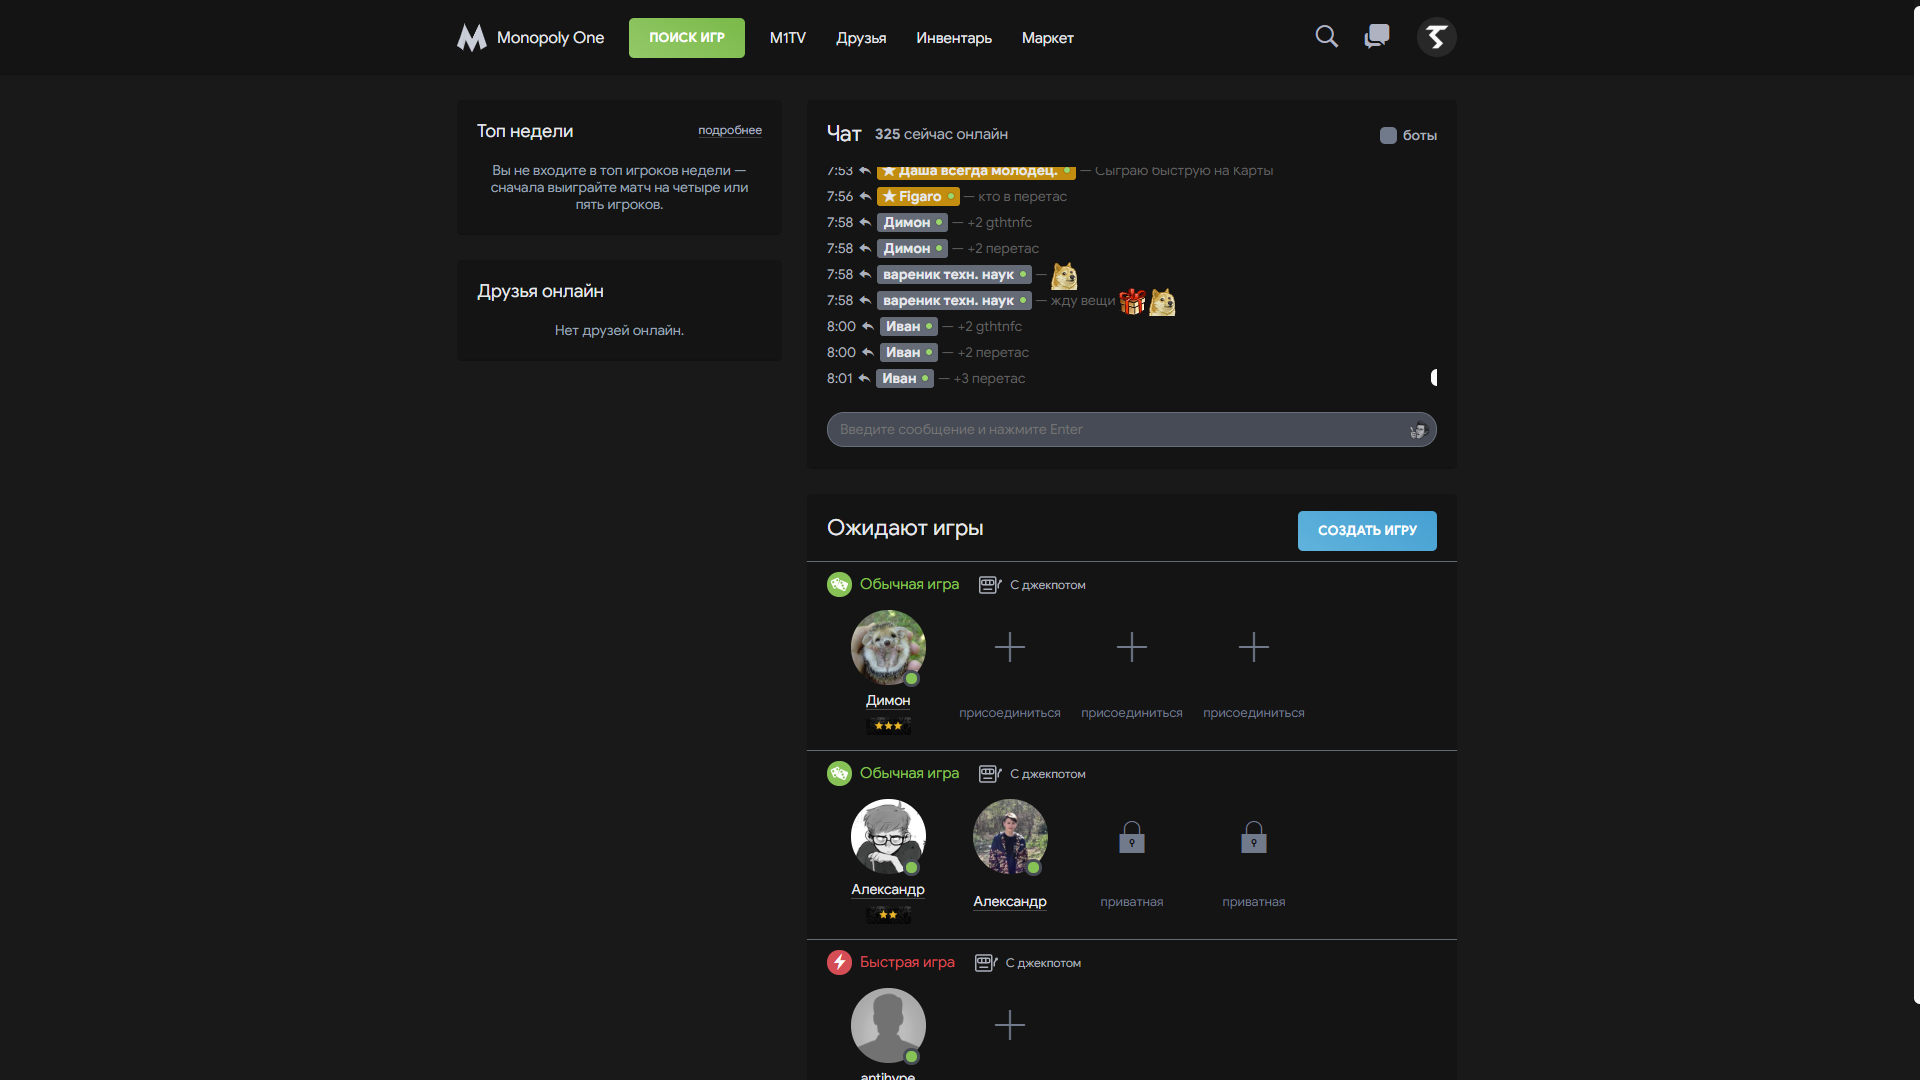 Monopoly One
ПОИСК ИГР
M1TV
Друзья
Инвентарь
Маркет
Топ недели
подробнее
Вы не входите в топ игроков недели —
сначала выиграйте матч на четыре или
пять игроков.
Друзья онлайн
Нет друзей онлайн.
Чат 325 сейчас онлайн
боты
7:53 Даша всегда молодец. — Сыграю быструю на Карты
7:56 Figaro — кто в перетас
7:58 Димон — +2 gthtnfc
7:58 Димон — +2 перетас
7:58 вареник техн. наук —
7:58 вареник техн. наук — жду вещи
8:00 Иван — +2 gthtnfc
8:00 Иван — +2 перетас
8:01 Иван — +3 перетас
Введите сообщение и нажмите Enter
Ожидают игры
СОЗДАТЬ ИГРУ
Обычная игра С джекпотом
Димон
присоединиться присоединиться присоединиться
Обычная игра С джекпотом
Александр
Александр
приватная приватная
Быстрая игра С джекпотом
antihype